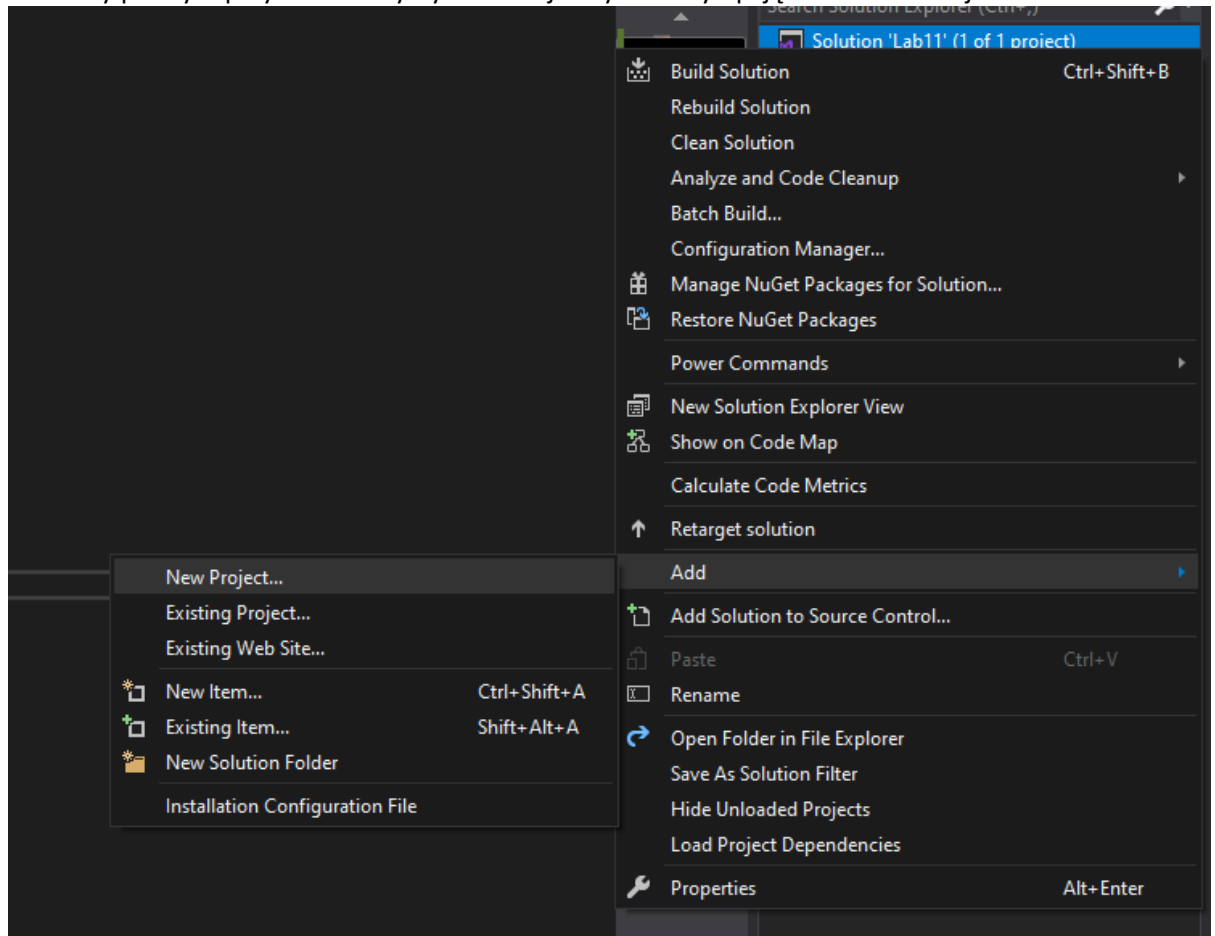 Search Solution Explorer (Ctrl+;)
Solution 'Lab11' (1 of 1 project)
Build Solution Ctrl+Shift+B
Rebuild Solution
Clean Solution
Analyze and Code Cleanup
Batch Build...
Configuration Manager...
Manage NuGet Packages for Solution...
Restore NuGet Packages
Power Commands
New Solution Explorer View
Show on Code Map
Calculate Code Metrics
Retarget solution
Add
Add Solution to Source Control...
Paste Ctrl+V
Rename
Open Folder in File Explorer
Save As Solution Filter
Hide Unloaded Projects
Load Project Dependencies
Properties Alt+Enter
New Project...
Existing Project...
Existing Web Site...
New Item... Ctrl+Shift+A
Existing Item... Shift+Alt+A
New Solution Folder
Installation Configuration File